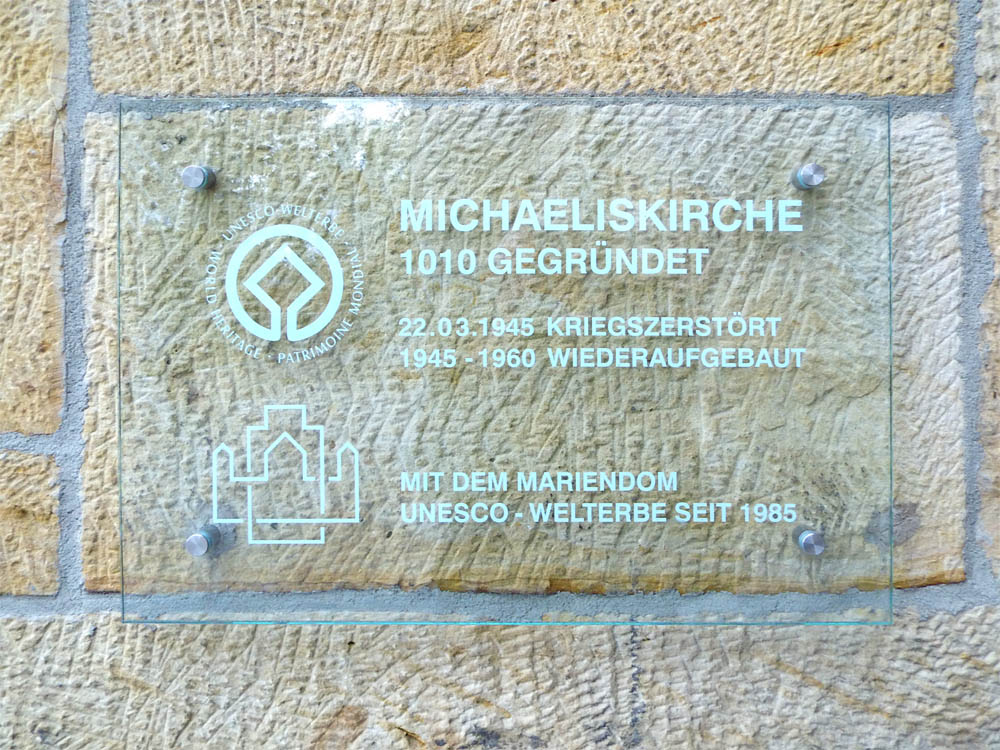 MICHAELISKIRCHE
1010 GEGRÜNDET
22.03.1945 KRIEGSZERSTÖRT
1945 - 1960 WIEDERAUFGEBAUT
MIT DEM MARIENDOM
UNESCO - WELTERBE SEIT 1985
UNESCO-WELTERBE · PATRIMOINE MONDIAL · WORLD HERITAGE ·